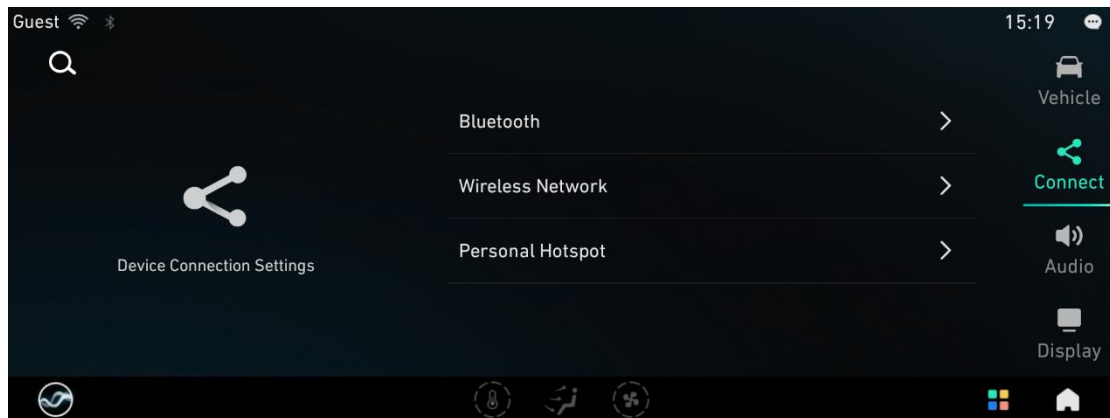 Guest
15:19
Vehicle
Bluetooth
Connect
Wireless Network
Audio
Personal Hotspot
Device Connection Settings
Display